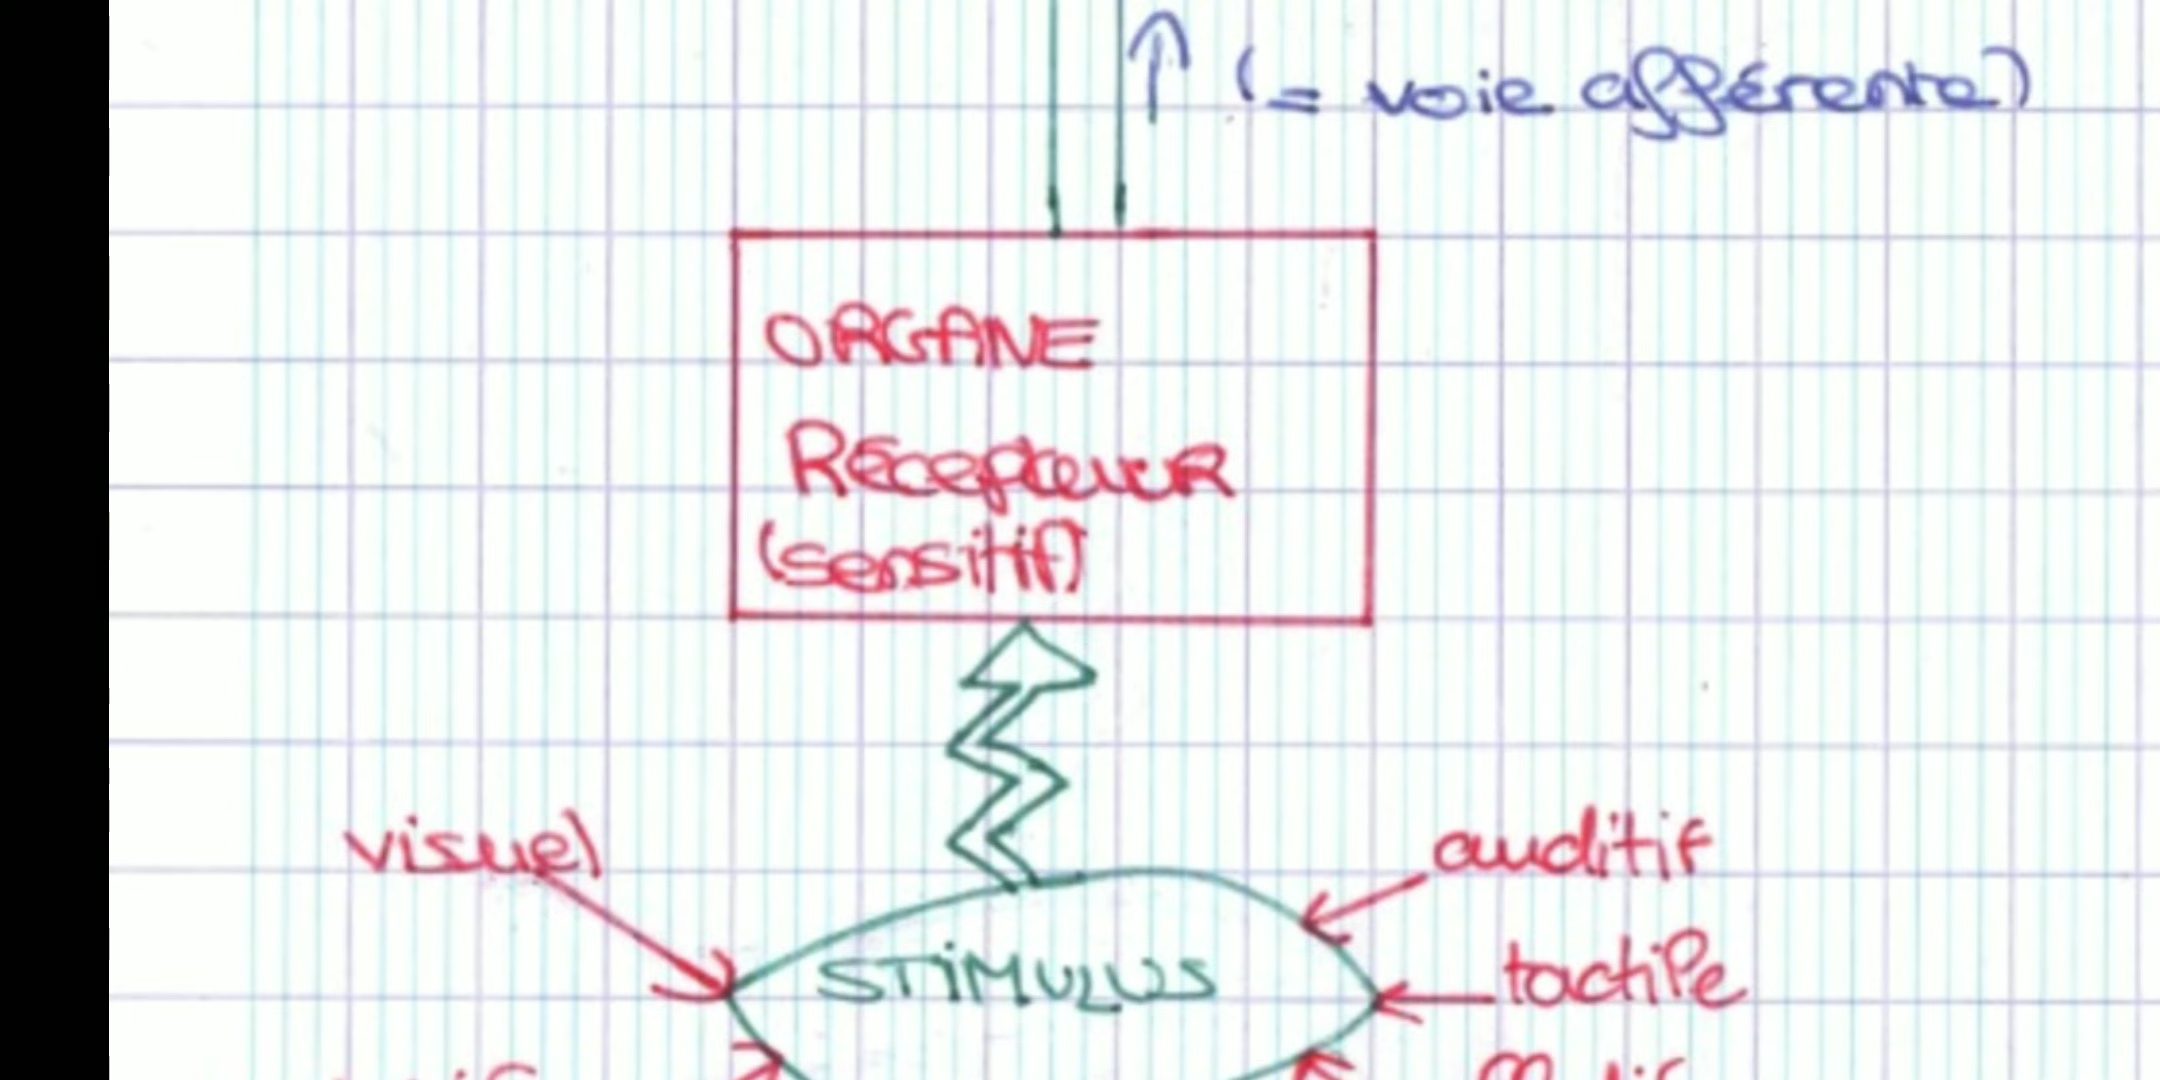 (= voie afférente)
ORGANE
RécepteuR
(sensitif)
visuel
auditif
STIMULUS
tactile